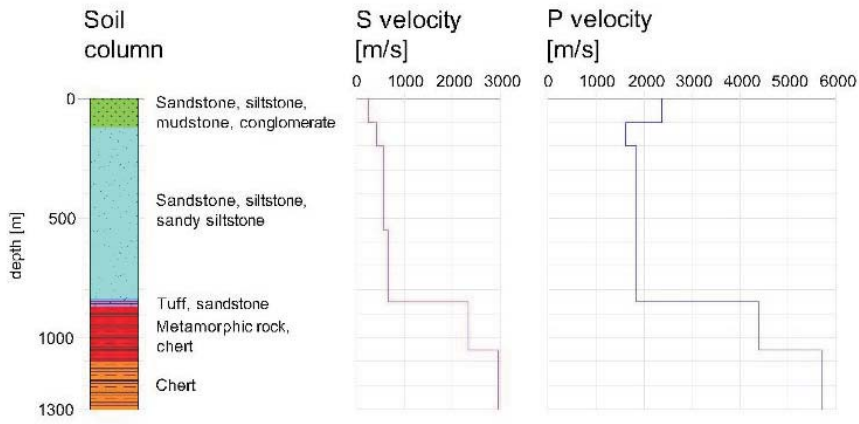 Soil
column
S velocity
[m/s]
P velocity
[m/s]
0 1000 2000 3000
0 1000 2000 3000 4000 5000 6000
depth [m]
0
500
1000
1300
Sandstone, siltstone,
mudstone, conglomerate
Sandstone, siltstone,
sandy siltstone
Tuff, sandstone
Metamorphic rock,
chert
Chert